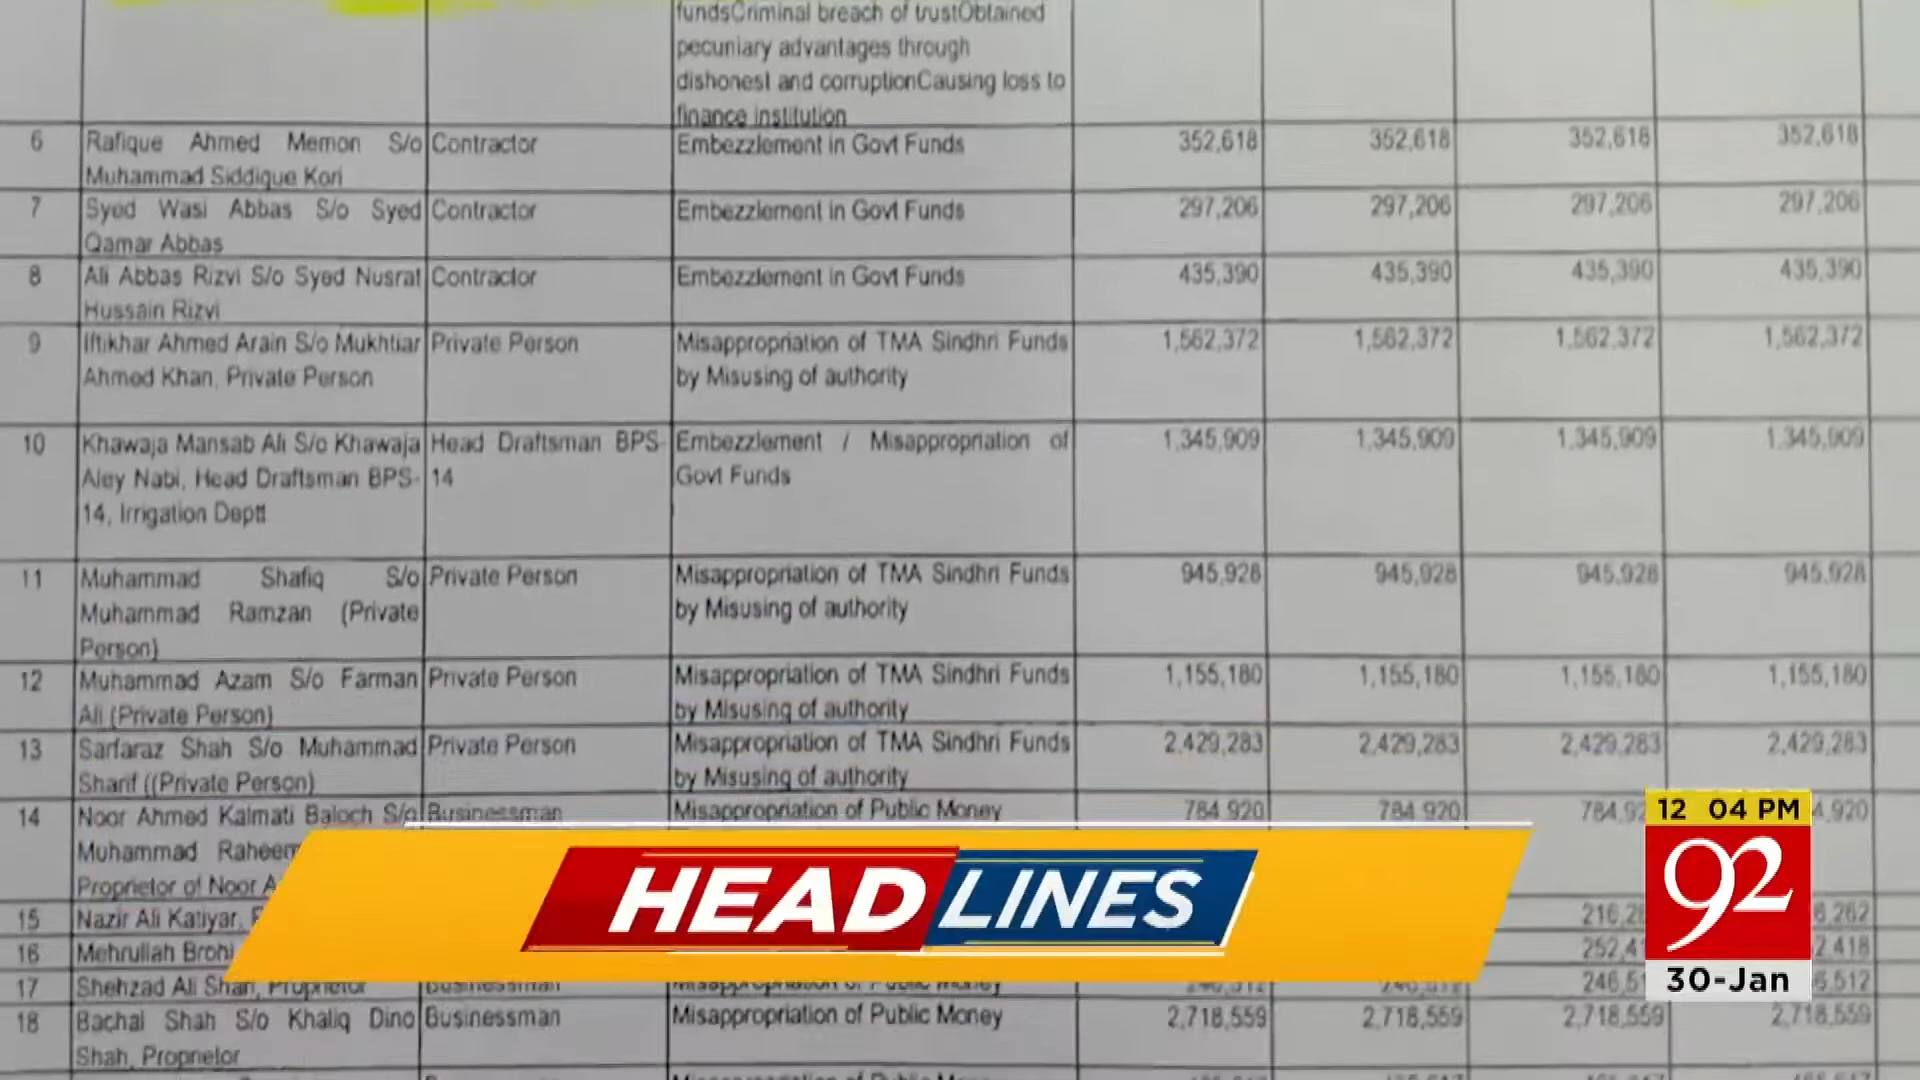 fundsCriminal breach of trustObtained
pecuniary advantages through
dishonest and corruptionCausing loss to
finance institution
6 Rafique Ahmed Memon S/o Contractor Embezzlement in Govt Funds 352,618 352,618 352,618 352,618
Muhammad Siddique Kori
7 Syed Wasi Abbas S/o Syed Contractor Embezzlement in Govt Funds 297,206 297,206 297,206 297,206
Qamar Abbas
8 Ali Abbas Rizvi S/o Syed Nusrat Contractor Embezzlement in Govt Funds 435,390 435,390 435,390 435,390
Hussain Rizvi
9 Iftikhar Ahmed Arain S/o Mukhtiar Private Person Misappropriation of TMA Sindhri Funds 1,562,372 1,562,372 1,562,372 1,562,372
Ahmed Khan, Private Person by Misusing of authority
10 Khawaja Mansab Ali S/o Khawaja Head Draftsman BPS- Embezzlement / Misappropriation of 1,345,909 1,345,909 1,345,909 1,345,909
Aley Nabi, Head Draftsman BPS- 14 Govt Funds
14, Irrigation Deptt
11 Muhammad Shafiq S/o Private Person Misappropriation of TMA Sindhri Funds 945,928 945,928 945,928 945,928
Muhammad Ramzan (Private by Misusing of authority
Person)
12 Muhammad Azam S/o Farman Private Person Misappropriation of TMA Sindhri Funds 1,155,180 1,155,180 1,155,180 1,155,180
Ali (Private Person) by Misusing of authority
13 Sarfaraz Shah S/o Muhammad Private Person Misappropriation of TMA Sindhri Funds 2,429,283 2,429,283 2,429,283 2,429,283
Sharif ((Private Person) by Misusing of authority
14 Noor Ahmed Kalmati Baloch S/o Businessman Misappropriation of Public Money 784,920 784,920 784,92 4,920
Muhammad Raheem
Proprietor of Noor A
15 Nazir Ali Katiyar, 216,26 6,262
16 Mehrullah Brohi 252,41 2,418
17 Shehzad Ali Shah, Proprietor Businessman Misappropriation of Public Money 246,512 246,512 246,51 6,512
18 Bachal Shah S/o Khaliq Dino Businessman Misappropriation of Public Money 2,718,559 2,718,559 2,718,559 2,718,559
Shah, Proprietor
HEADLINES
12 04 PM
92
30-Jan